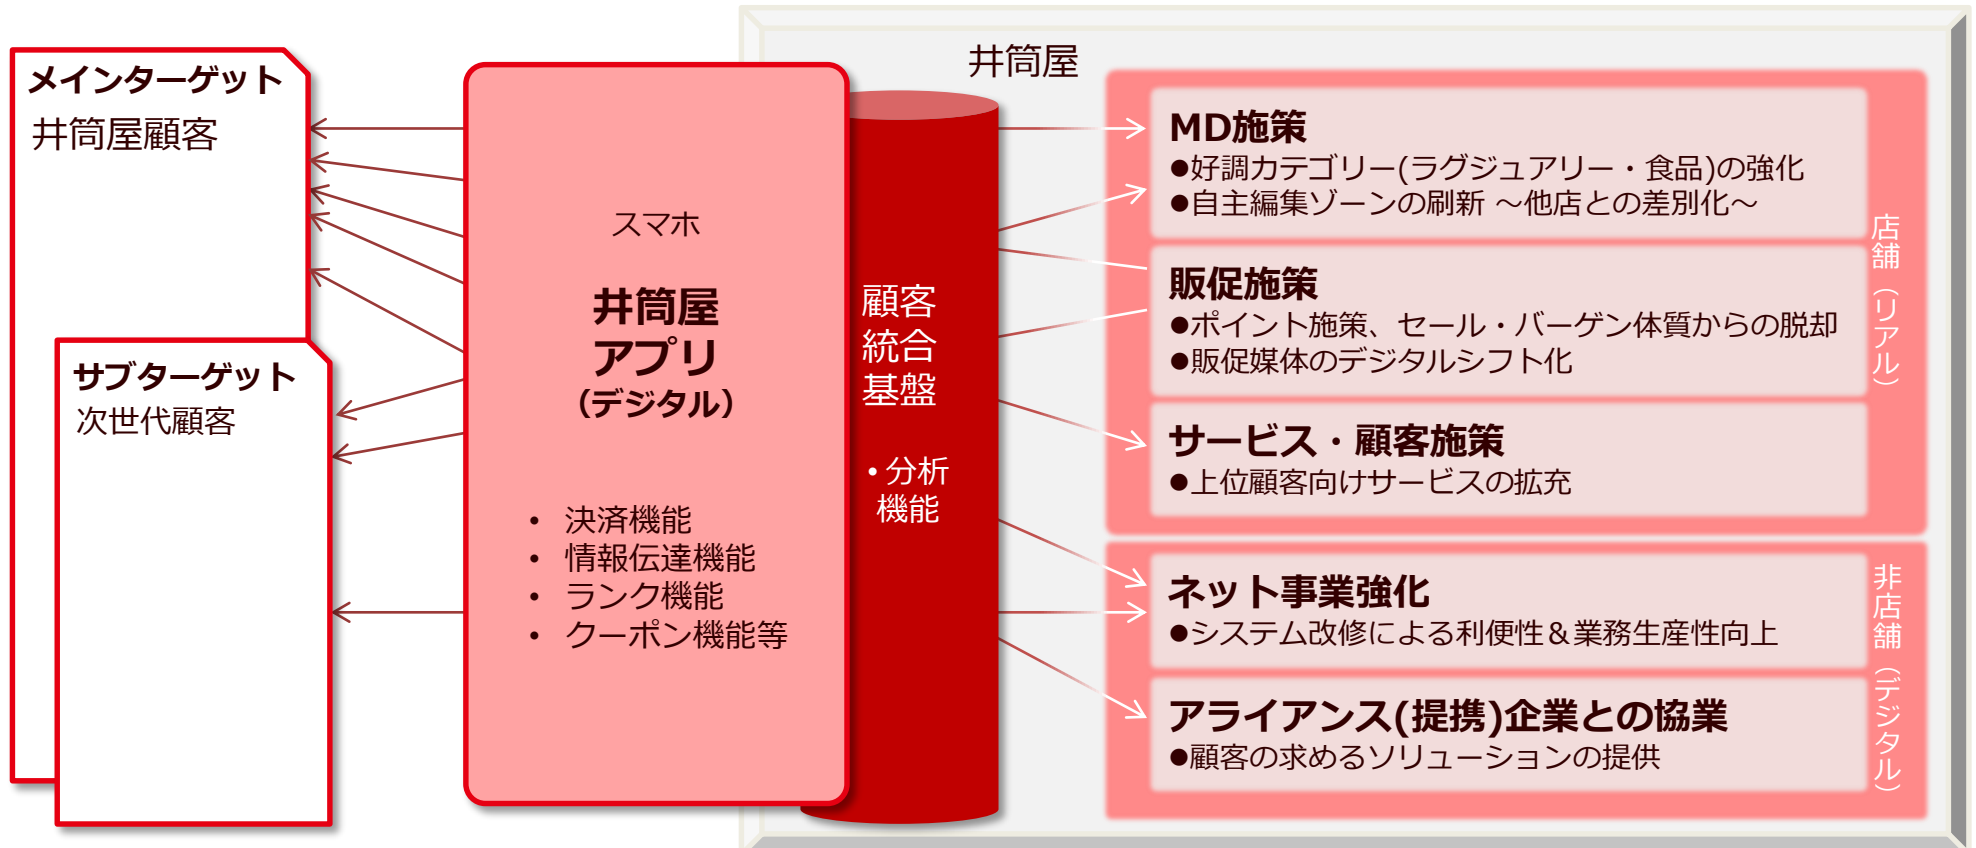 メインターゲット
井筒屋顧客
サブターゲット
次世代顧客
スマホ
井筒屋
アプリ
（デジタル）
• 決済機能
• 情報伝達機能
• ランク機能
• クーポン機能等
顧客
統合
基盤
•分析
機能
井筒屋
MD施策
●好調カテゴリー(ラグジュアリー・食品)の強化
●自主編集ゾーンの刷新 ～他店との差別化～
販促施策
●ポイント施策、セール・バーゲン体質からの脱却
●販促媒体のデジタルシフト化
サービス・顧客施策
●上位顧客向けサービスの拡充
店舗（リアル）
ネット事業強化
●システム改修による利便性＆業務生産性向上
アライアンス(提携)企業との協業
●顧客の求めるソリューションの提供
非店舗（デジタル）